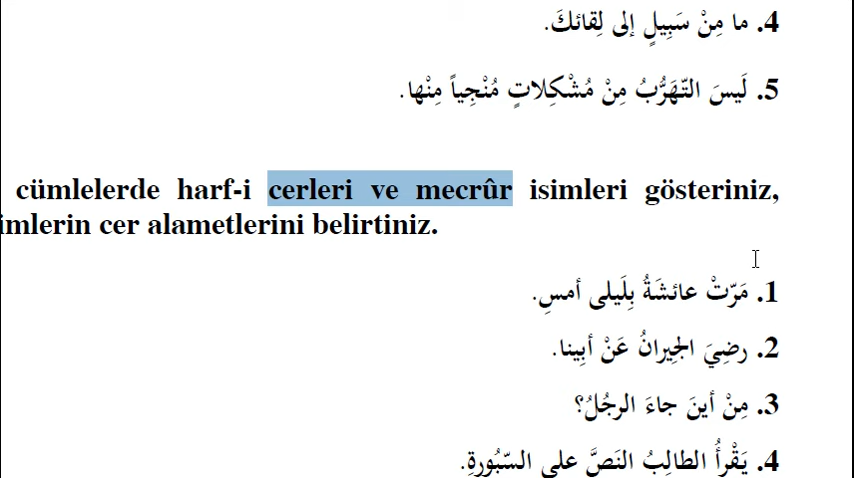 4. ما مِنْ سَبِيلٍ إلى لِقائكَ.
5. لَيسَ التّهَرُّبُ مِنْ مُشْكِلاتٍ مُنْجِياً مِنْها.
cümlelerde harf-i cerleri ve mecrûr isimleri gösteriniz,
imlerin cer alametlerini belirtiniz.
1. مَرّتْ عائشَةُ بِلَيلى أمسِ.
2. رضِيَ الجِيرانُ عَنْ أبِينا.
3. مِنْ أينَ جاءَ الرجُلُ؟
4. يَقْرأُ الطالِبُ النَصَّ على السّبُورةِ.